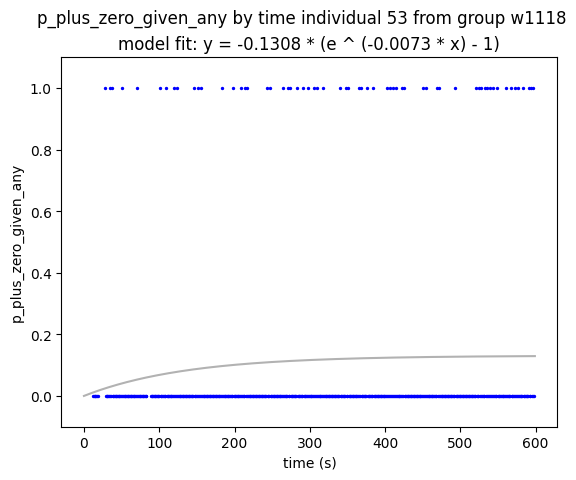 p_plus_zero_given_any by time individual 53 from group w1118
model fit: y = -0.1308 * (e ^ (-0.0073 * x) - 1)
1.0
0.8
0.6
0.4
0.2
0.0
p_plus_zero_given_any
0 100 200 300 400 500 600
time (s)